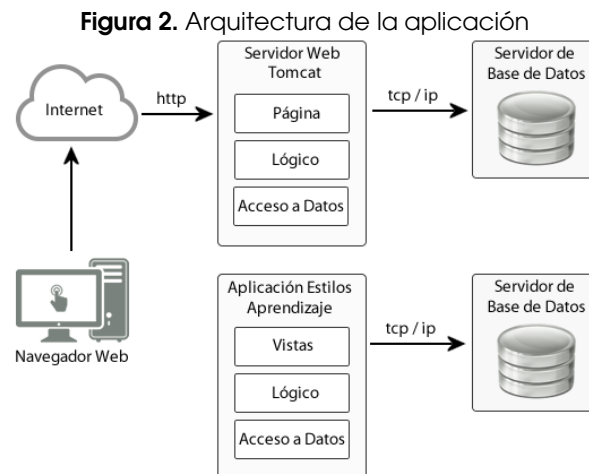 Figura 2. Arquitectura de la aplicación
Servidor Web
Tomcat
Servidor de
Base de Datos
Internet
http
tcp / ip
Página
Lógico
Acceso a Datos
Navegador Web
Aplicación Estilos
Aprendizaje
Servidor de
Base de Datos
tcp / ip
Vistas
Lógico
Acceso a Datos